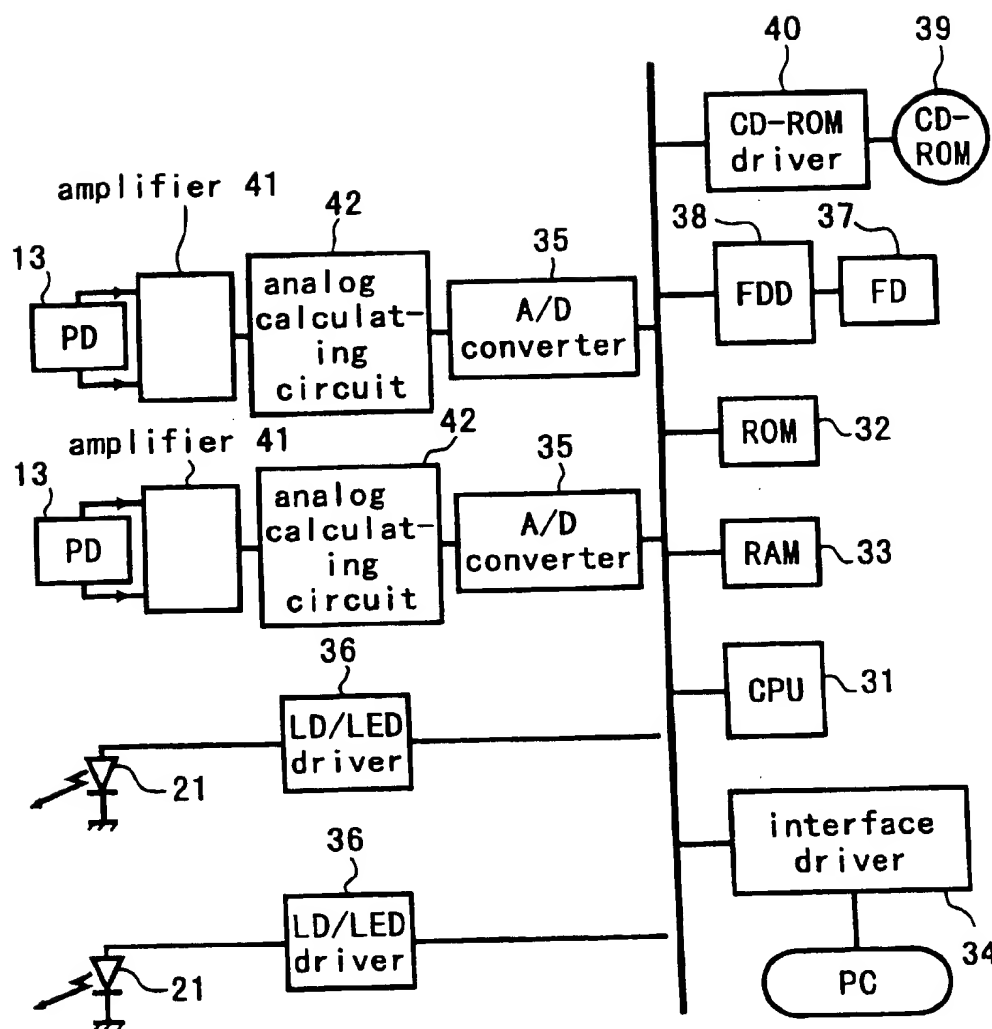 40
39
CD-ROM
driver
CD-
ROM
amplifier 41
42
13
PD
analog
calculat-
ing
circuit
35
A/D
converter
38
37
FDD
FD
amplifier 41
42
13
PD
analog
calculat-
ing
circuit
35
A/D
converter
ROM
32
RAM
33
36
LD/LED
driver
21
CPU
31
36
LD/LED
driver
21
interface
driver
34
PC